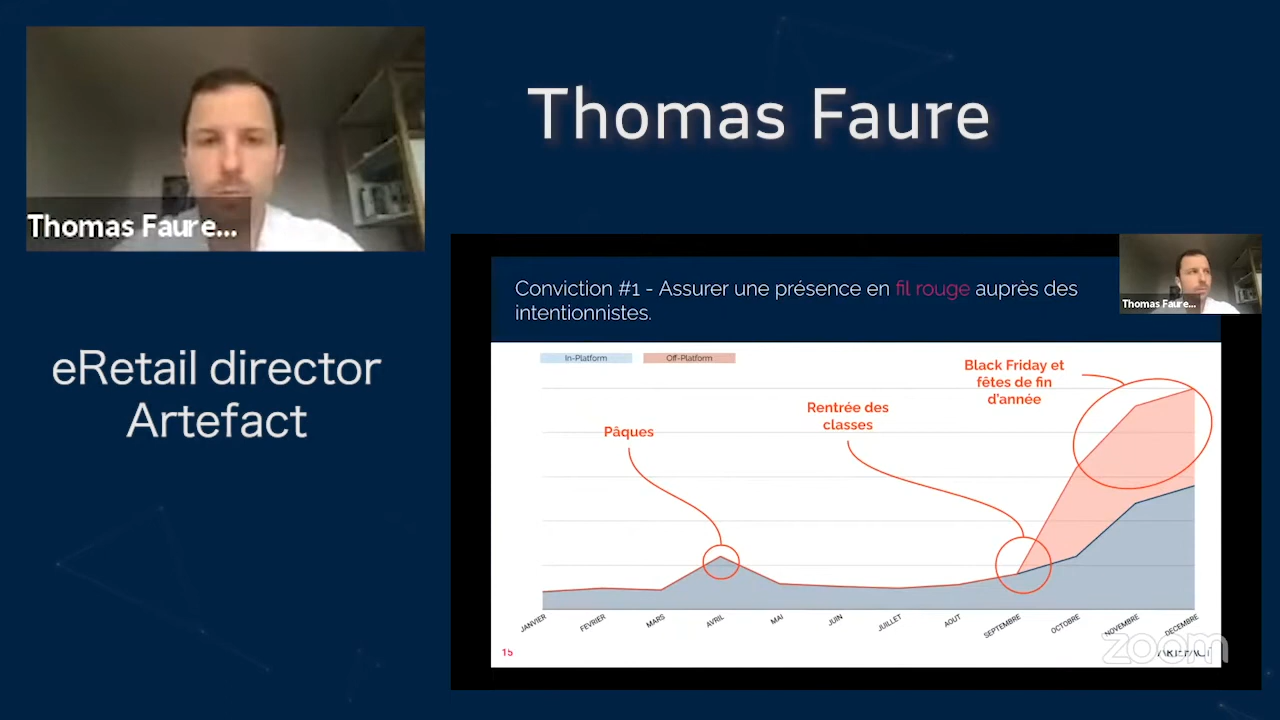 Thomas Faure
Thomas Faure...
eRetail director
Artefact
Conviction #1 - Assurer une présence en fil rouge auprès des
intentionnistes.
Thomas Faure...
In-Platform
Off-Platform
Black Friday et
fêtes de fin
d'année
Rentrée des
classes
Pâques
JANVIER
FEVRIER
MARS
AVRIL
MAI
JUIN
JUILLET
AOUT
SEPTEMBRE
OCTOBRE
NOVEMBRE
DECEMBRE
15
ARTEFACT
zoom